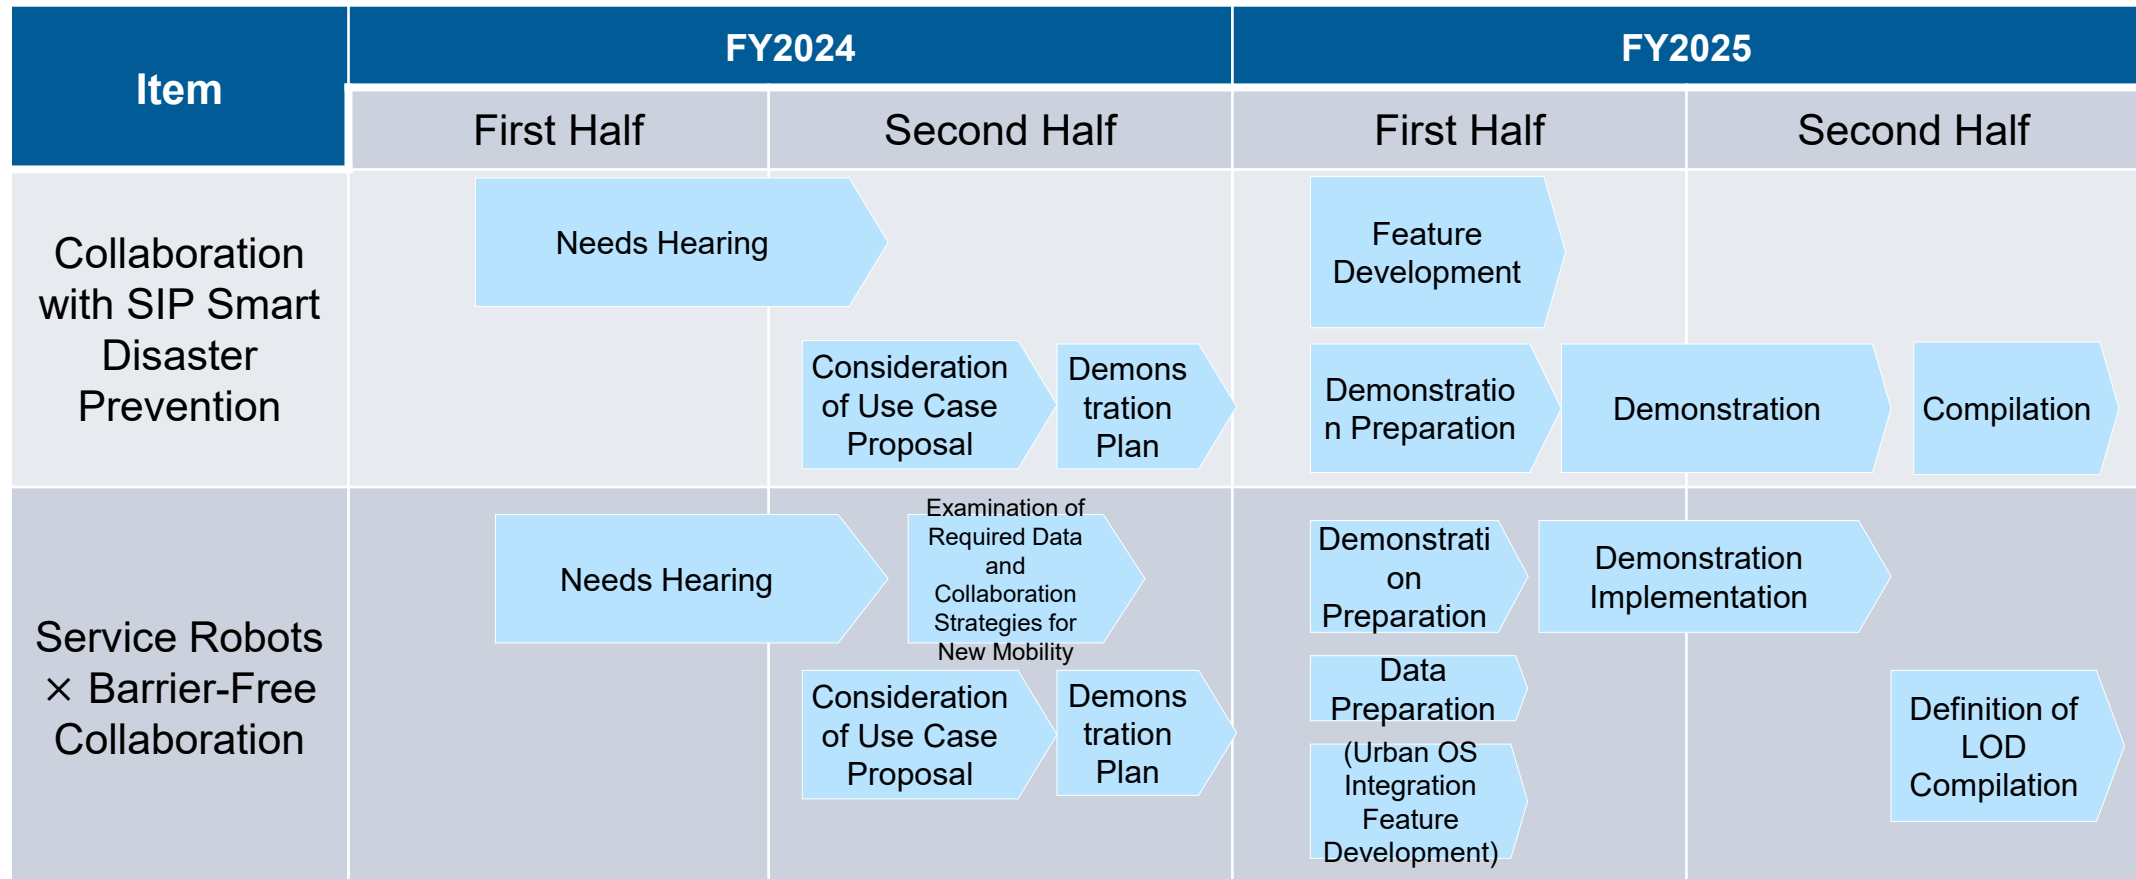 Item
FY2024
FY2025
First Half
Second Half
First Half
Second Half
Collaboration
with SIP Smart
Disaster
Prevention
Needs Hearing
Consideration
of Use Case
Proposal
Demons
tration
Plan
Feature
Development
Demonstratio
n Preparation
Demonstration
Compilation
Service Robots
× Barrier-Free
Collaboration
Needs Hearing
Examination of
Required Data
and
Collaboration
Strategies for
New Mobility
Consideration
of Use Case
Proposal
Demons
tration
Plan
Demonstrati
on
Preparation
Demonstration
Implementation
Data
Preparation
(Urban OS
Integration
Feature
Development)
Definition of
LOD
Compilation